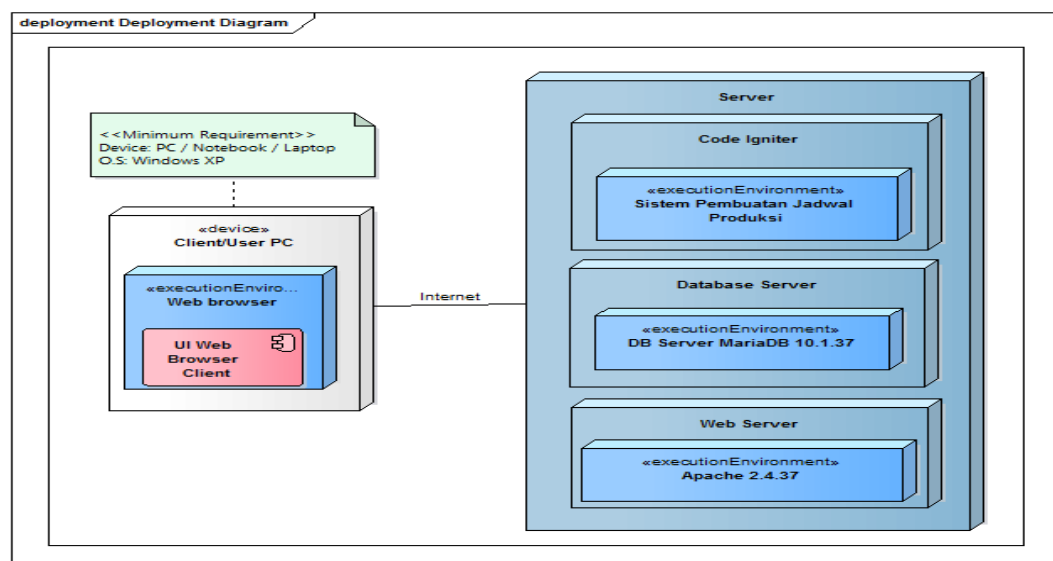 deployment Deployment Diagram
<<Minimum Requirement>>
Device: PC / Notebook / Laptop
O.S: Windows XP
«device»
Client/User PC
«executionEnviro...
Web browser
UI Web
Browser
Client
Internet
Server
Code Igniter
«executionEnvironment»
Sistem Pembuatan Jadwal
Produksi
Database Server
«executionEnvironment»
DB Server MariaDB 10.1.37
Web Server
«executionEnvironment»
Apache 2.4.37